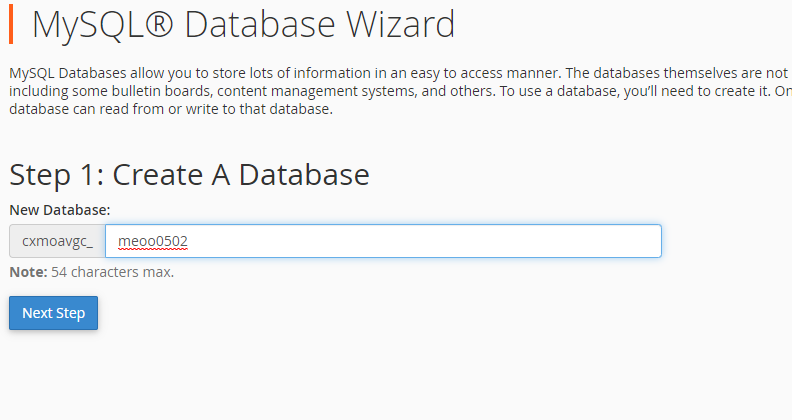 MySQL® Database Wizard
MySQL Databases allow you to store lots of information in an easy to access manner. The databases themselves are not
including some bulletin boards, content management systems, and others. To use a database, you’ll need to create it. On
database can read from or write to that database.
Step 1: Create A Database
New Database:
cxmoavgc_ meoo0502
Note: 54 characters max.
Next Step